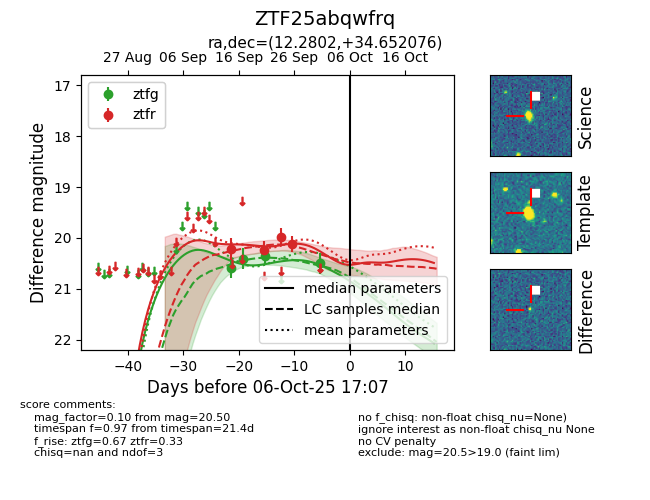 ZTF25abqwfrq
ra,dec=(12.2802,+34.652076)
27 Aug 06 Sep 16 Sep 26 Sep 06 Oct 16 Oct
17
18
19
20
21
22
Difference magnitude
ztfg
ztfr
median parameters
LC samples median
mean parameters
−40 −30 −20 −10 0 10
Days before 06-Oct-25 17:07
Science
Template
Difference
score comments:
mag_factor=0.10 from mag=20.50
timespan f=0.97 from timespan=21.4d
f_rise: ztfg=0.67 ztfr=0.33
chisq=nan and ndof=3
no f_chisq: non-float chisq_nu=None)
ignore interest as non-float chisq_nu None
no CV penalty
exclude: mag=20.5>19.0 (faint lim)